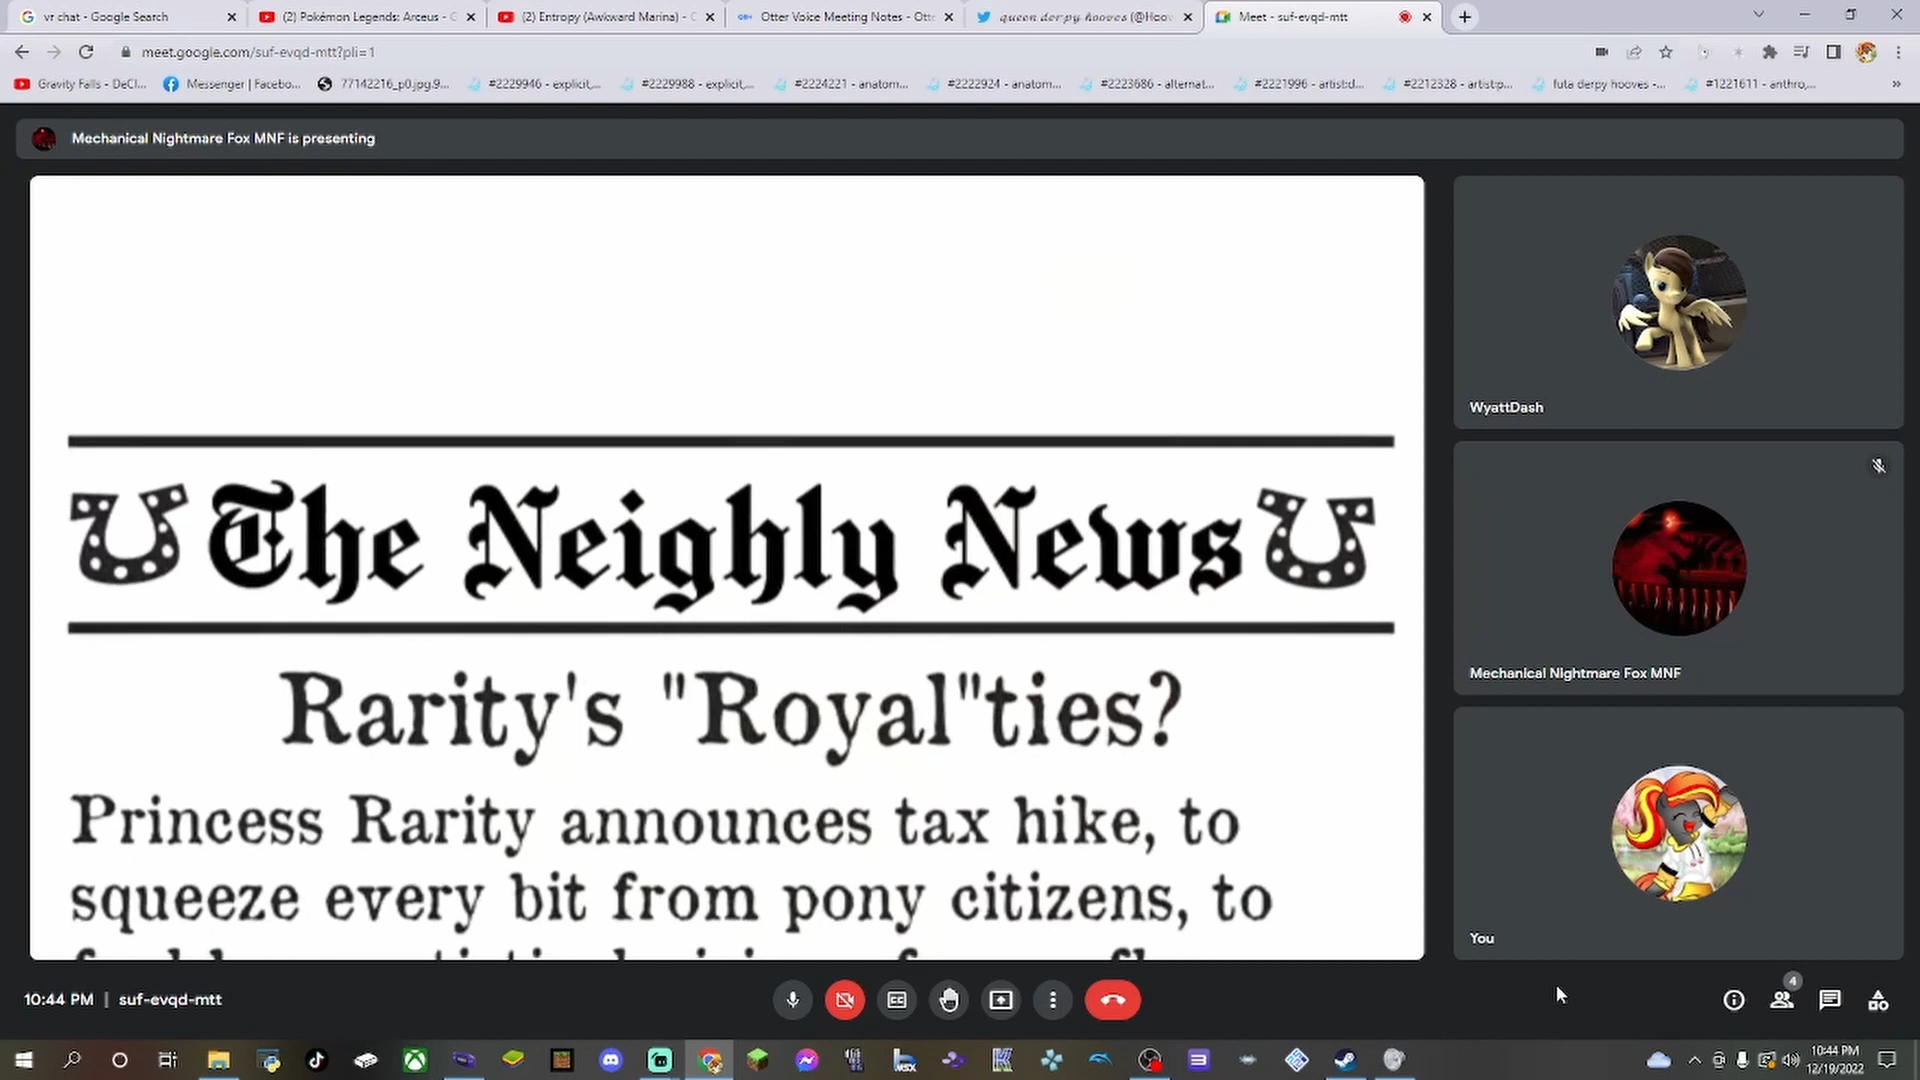 vr chat - Google Search
(2) Pokémon Legends: Arceus - G
(2) Entropy (Awkward Marina) - C
Otter Voice Meeting Notes - Otte
queen derpy hooves (@Hoov
Meet - suf-evqd-mtt
meet.google.com/suf-evqd-mtt?pli=1
Gravity Falls - DeCl...
Messenger | Facebo...
77142216_p0.jpg.9...
#2229946 - explicit,...
#2229988 - explicit,...
#2224221 - anatom...
#2222924 - anatom...
#2223686 - alternat...
#2221996 - artist:d...
#2212328 - artist:p...
futa derpy hooves -...
#1221611 - anthro,...
Mechanical Nightmare Fox MNF is presenting
The Neighly News
Rarity's "Royal"ties?
Princess Rarity announces tax hike, to
squeeze every bit from pony citizens, to
WyattDash
Mechanical Nightmare Fox MNF
You
10:44 PM | suf-evqd-mtt
4
10:44 PM
12/19/2022